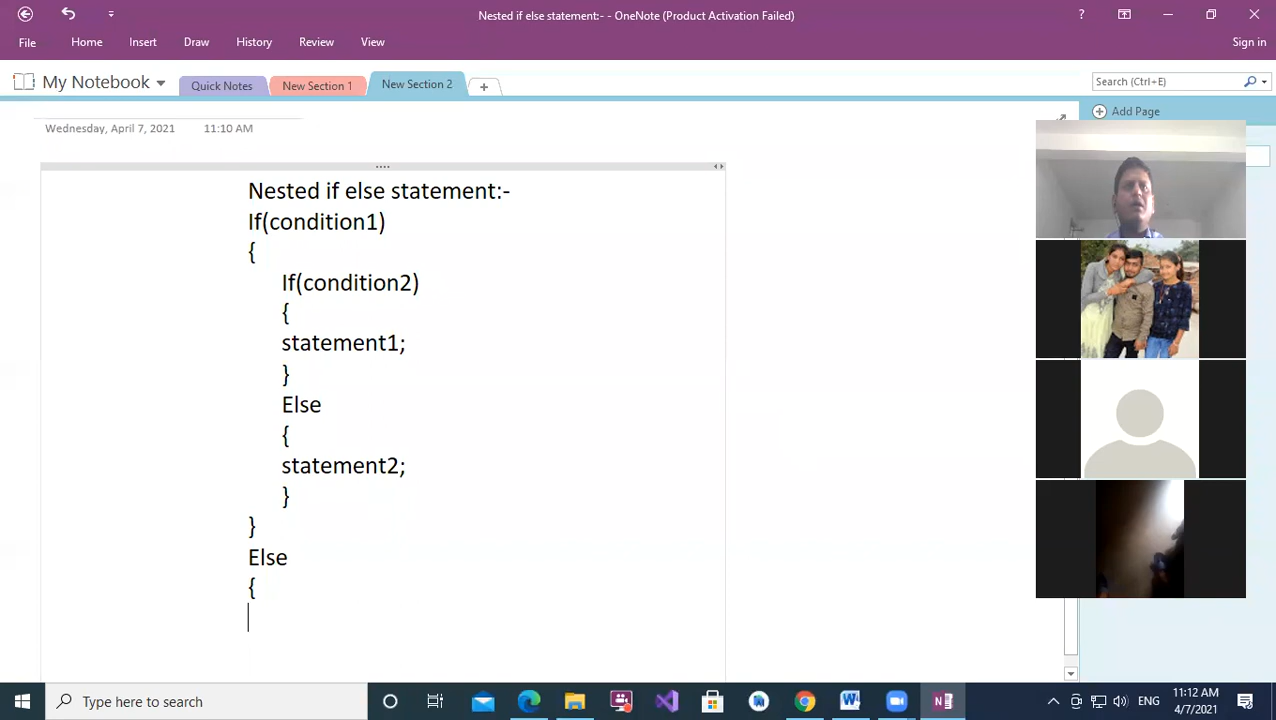 Nested if else statement:- - OneNote (Product Activation Failed)
?
File
Home
Insert
Draw
History
Review
View
Sign in
My Notebook
Quick Notes
New Section 1
New Section 2
+
Search (Ctrl+E)
Add Page
Wednesday, April 7, 2021 11:10 AM
Nested if else statement:-
If(condition1)
{
If(condition2)
{
statement1;
}
Else
{
statement2;
}
}
Else
{
Type here to search
ENG
11:12 AM
4/7/2021